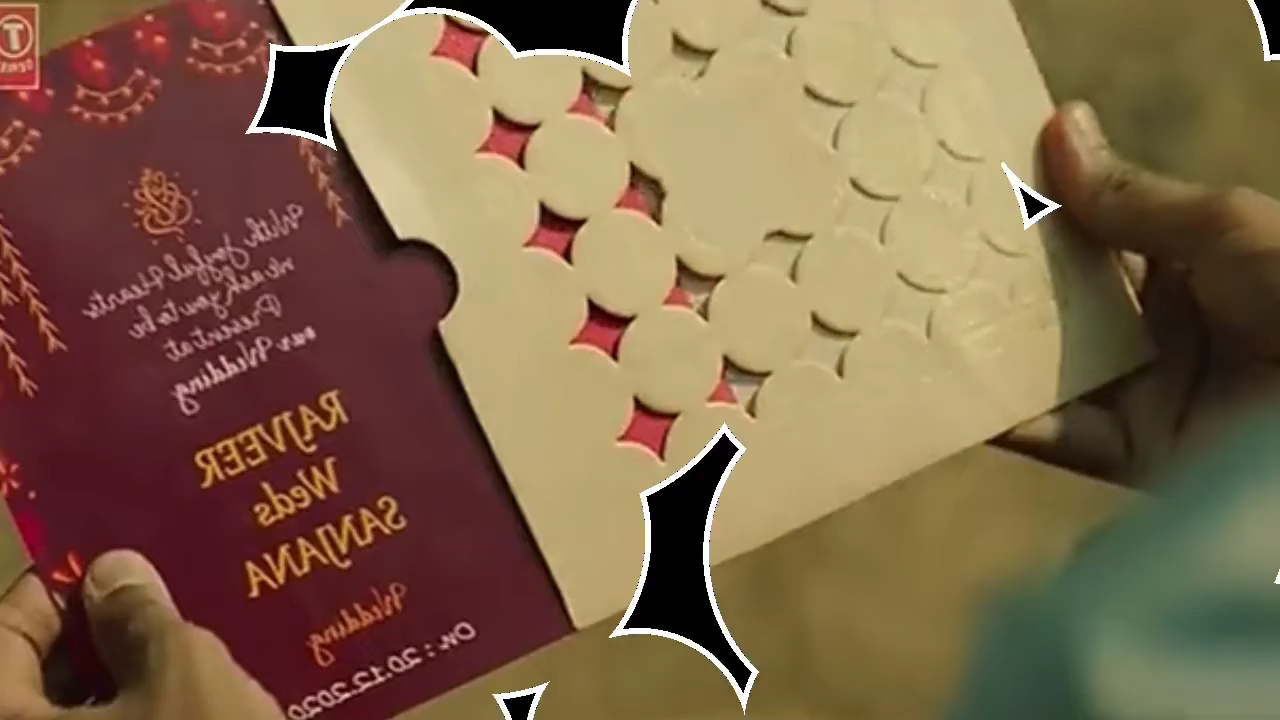 T
SERIES
With Joyful Hearts
we ask you to be
Present at
our Wedding
RAJVEER
Weds
SANJANA
Wedding
On : 20.12.2020